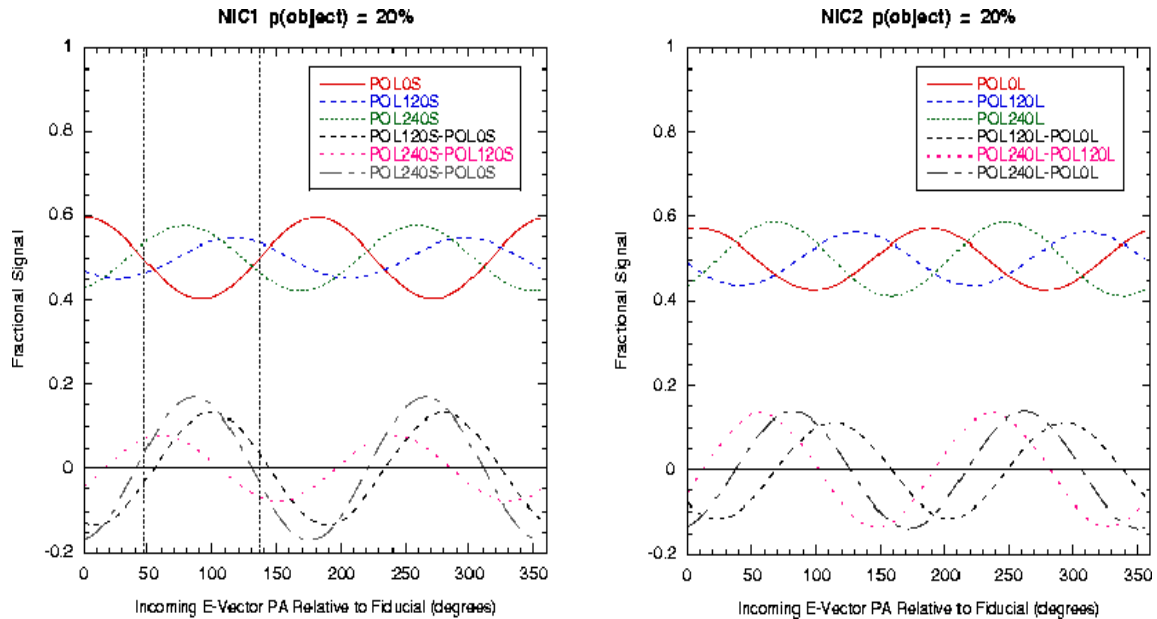 NIC1 p(object) = 20%
1
0.8
0.6
0.4
0.2
0
-0.2
Fractional Signal
POL0S
POL120S
POL240S
POL120S-POL0S
POL240S-POL120S
POL240S-POL0S
0 50 100 150 200 250 300 350
Incoming E-Vector PA Relative to Fiducial (degrees)
NIC2 p(object) = 20%
1
0.8
0.6
0.4
0.2
0
-0.2
Fractional Signal
POL0L
POL120L
POL240L
POL120L-POL0L
POL240L-POL120L
POL240L-POL0L
0 50 100 150 200 250 300 350
Incoming E-Vector PA Relative to Fiducial (degrees)